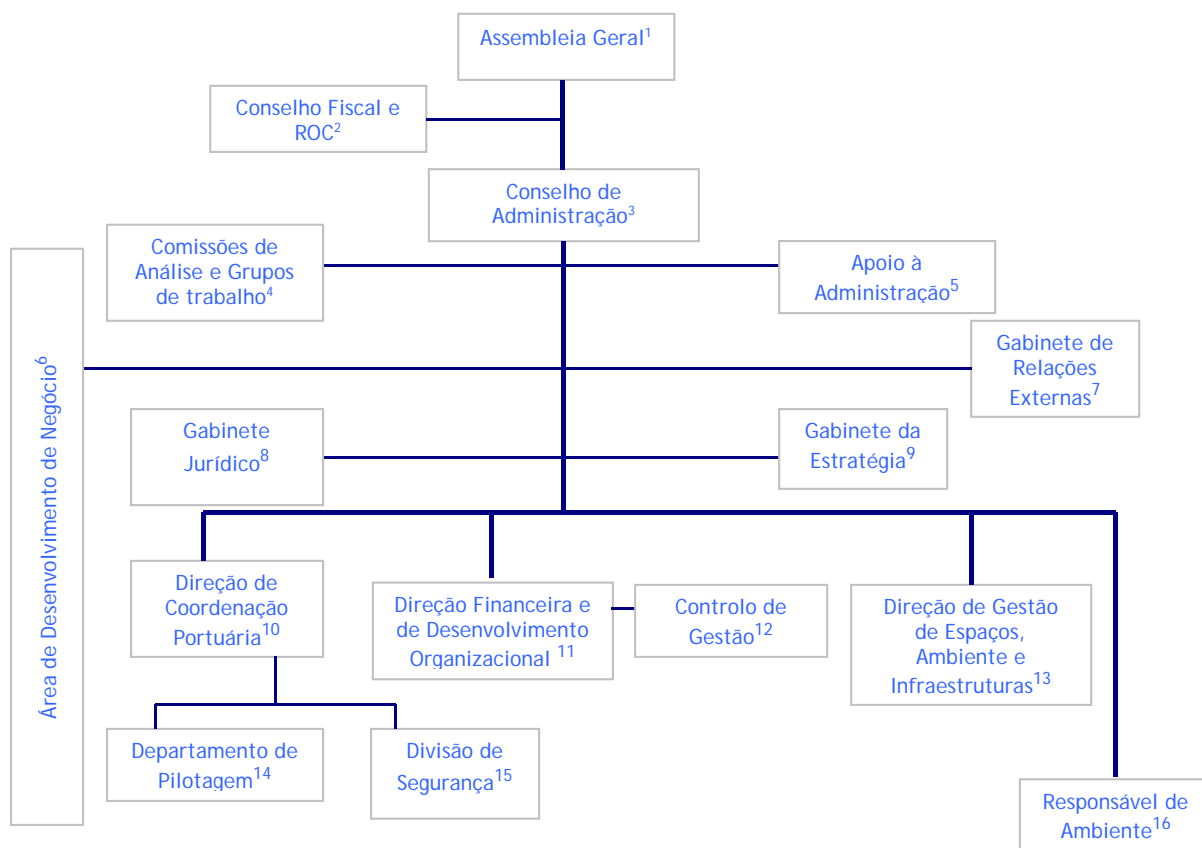 Assembleia Geral¹
Conselho Fiscal e
ROC²
Conselho de
Administração³
Comissões de
Análise e Grupos
de trabalho⁴
Apoio à
Administração⁵
Área de Desenvolvimento de Negócio⁶
Gabinete de
Relações
Externas⁷
Gabinete
Jurídico⁸
Gabinete da
Estratégia⁹
Direção de
Coordenação
Portuária¹⁰
Direção Financeira e
de Desenvolvimento
Organizacional ¹¹
Controlo de
Gestão¹²
Direção de Gestão
de Espaços,
Ambiente e
Infraestruturas¹³
Departamento de
Pilotagem¹⁴
Divisão de
Segurança¹⁵
Responsável de
Ambiente¹⁶